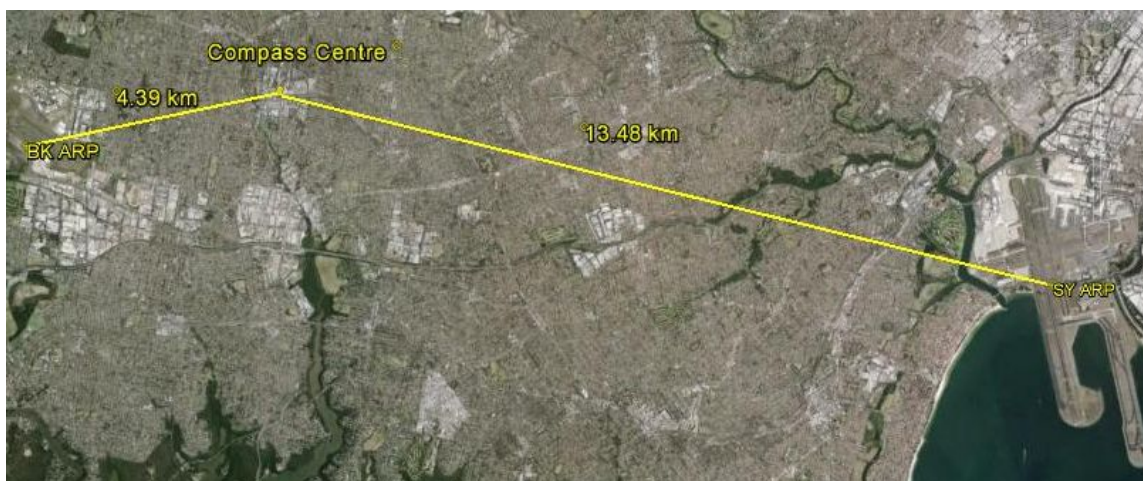 Compass Centre
4.39 km
13.48 km
BK ARP
SY ARP